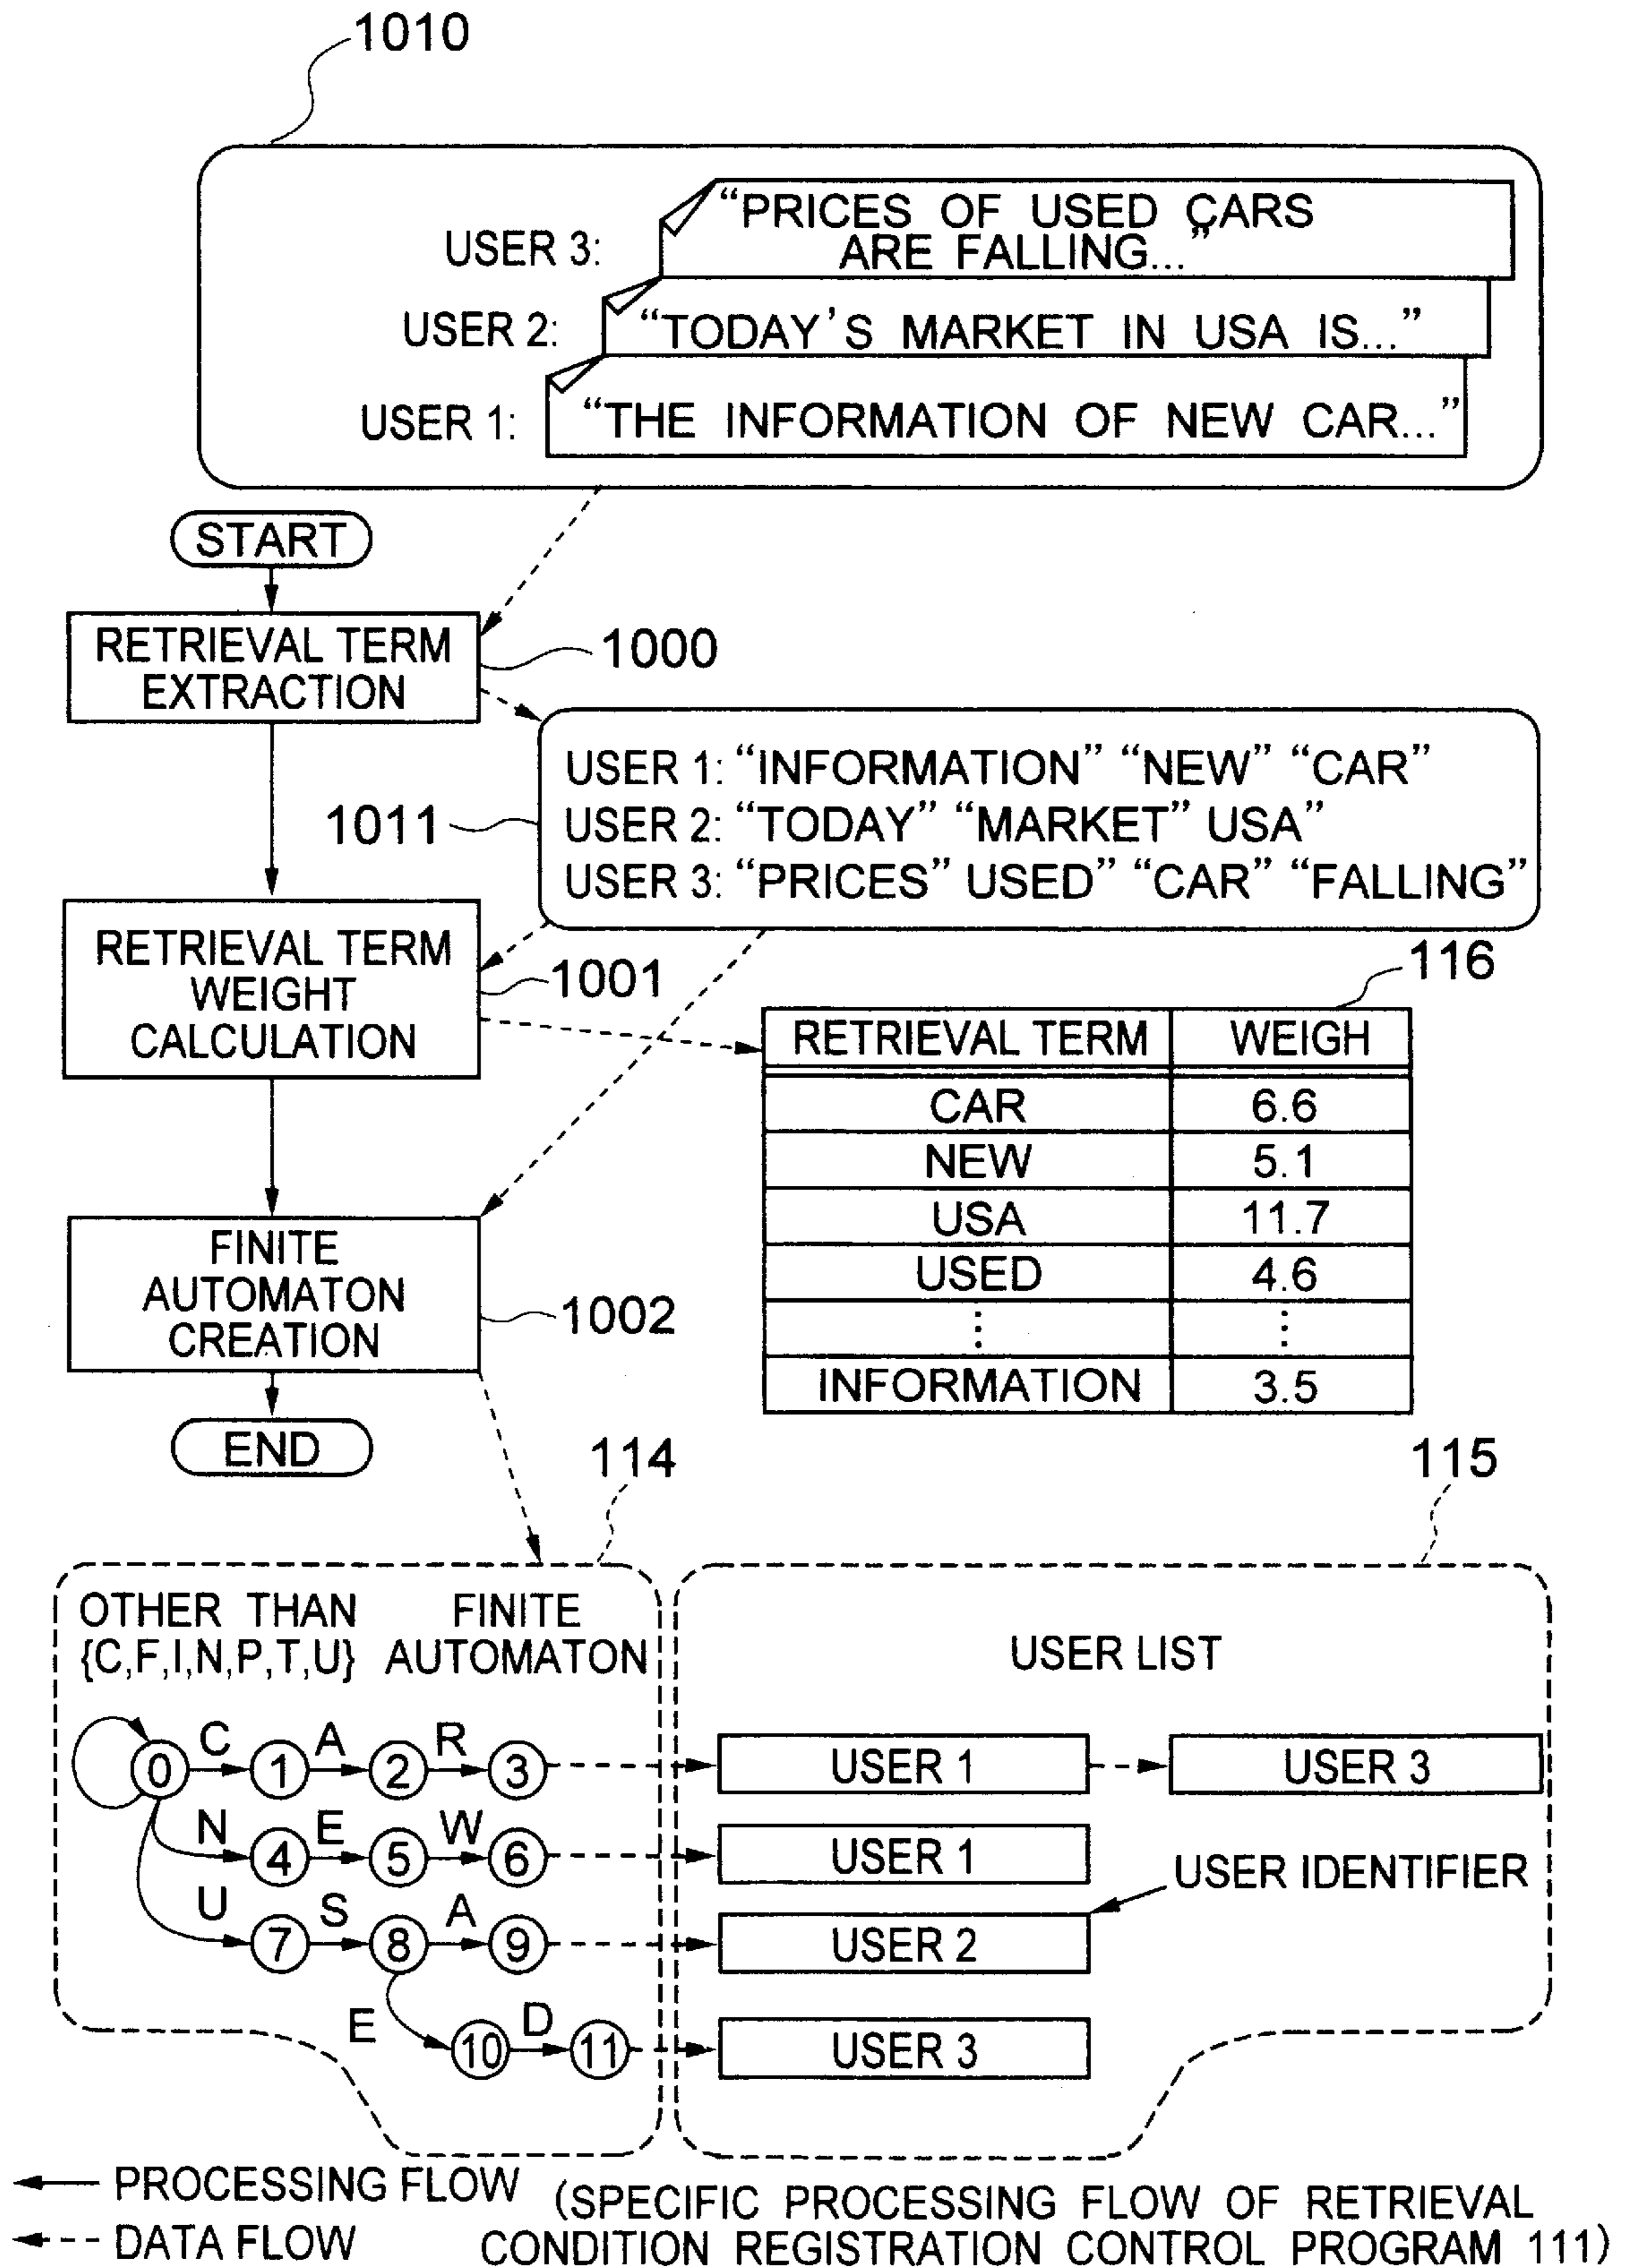 1010
USER 3:
“PRICES OF USED CARS
ARE FALLING...”
USER 2:
“TODAY’S MARKET IN USA IS...”
USER 1:
“THE INFORMATION OF NEW CAR...”
START
RETRIEVAL TERM
EXTRACTION
1000
1011
USER 1: “INFORMATION” “NEW” “CAR”
USER 2: “TODAY” “MARKET” USA”
USER 3: “PRICES” USED” “CAR” “FALLING”
RETRIEVAL TERM
WEIGHT
CALCULATION
1001
116
RETRIEVAL TERM WEIGH
CAR 6.6
NEW 5.1
USA 11.7
USED 4.6
⋮ ⋮
INFORMATION 3.5
FINITE
AUTOMATON
CREATION
1002
END
114
115
OTHER THAN
{C,F,I,N,P,T,U}
FINITE
AUTOMATON
USER LIST
C A R
0 1 2 3
USER 1 USER 3
N E W
4 5 6
USER 1
USER IDENTIFIER
U S A
7 8 9
USER 2
E D
10 11
USER 3
PROCESSING FLOW
DATA FLOW
(SPECIFIC PROCESSING FLOW OF RETRIEVAL
CONDITION REGISTRATION CONTROL PROGRAM 111)